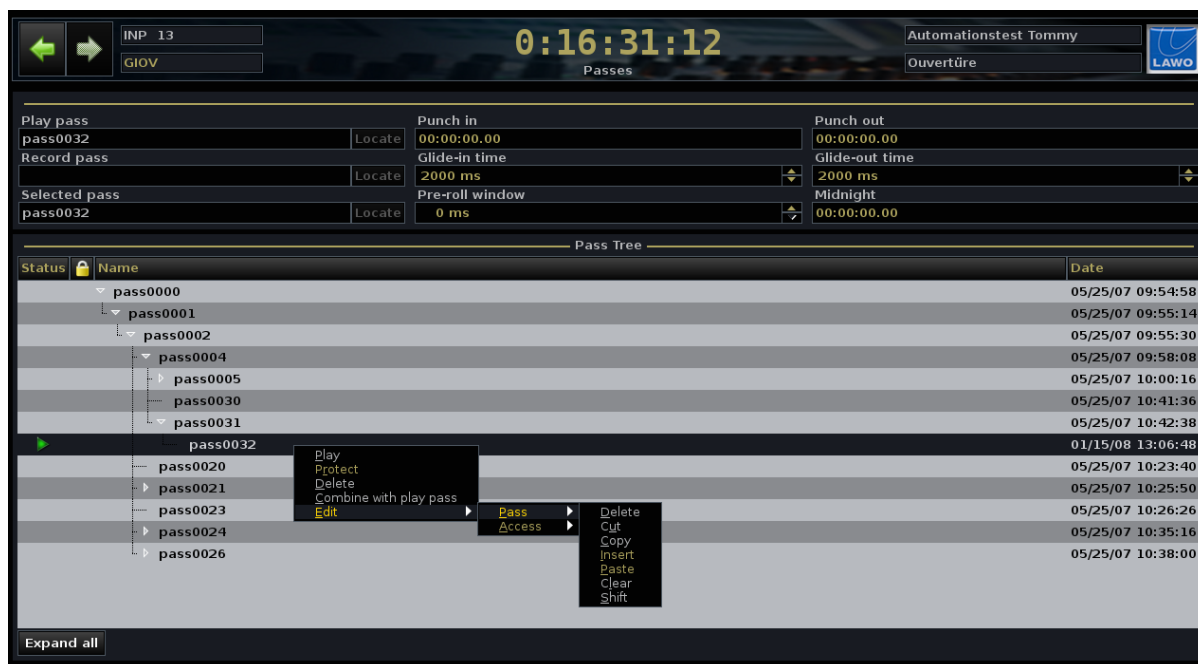 INP 13
0:16:31:12
Automationstest Tommy
GIOV
Passes
Ouvertüre
LAWO
Play pass
Punch in
Punch out
pass0032
Locate
00:00:00.00
00:00:00.00
Record pass
Glide-in time
Glide-out time
Locate
2000 ms
2000 ms
Selected pass
Pre-roll window
Midnight
pass0032
Locate
0 ms
00:00:00.00
Pass Tree
Status Name Date
pass0000 05/25/07 09:54:58
pass0001 05/25/07 09:55:14
pass0002 05/25/07 09:55:30
pass0004 05/25/07 09:58:08
pass0005 05/25/07 10:00:16
pass0030 05/25/07 10:41:36
pass0031 05/25/07 10:42:38
pass0032 01/15/08 13:06:48
pass0020 05/25/07 10:23:40
pass0021 05/25/07 10:25:50
pass0023 05/25/07 10:26:26
pass0024 05/25/07 10:35:16
pass0026 05/25/07 10:38:00
Play
Protect
Delete
Combine with play pass
Edit
Pass
Access
Delete
Cut
Copy
Insert
Paste
Clear
Shift
Expand all